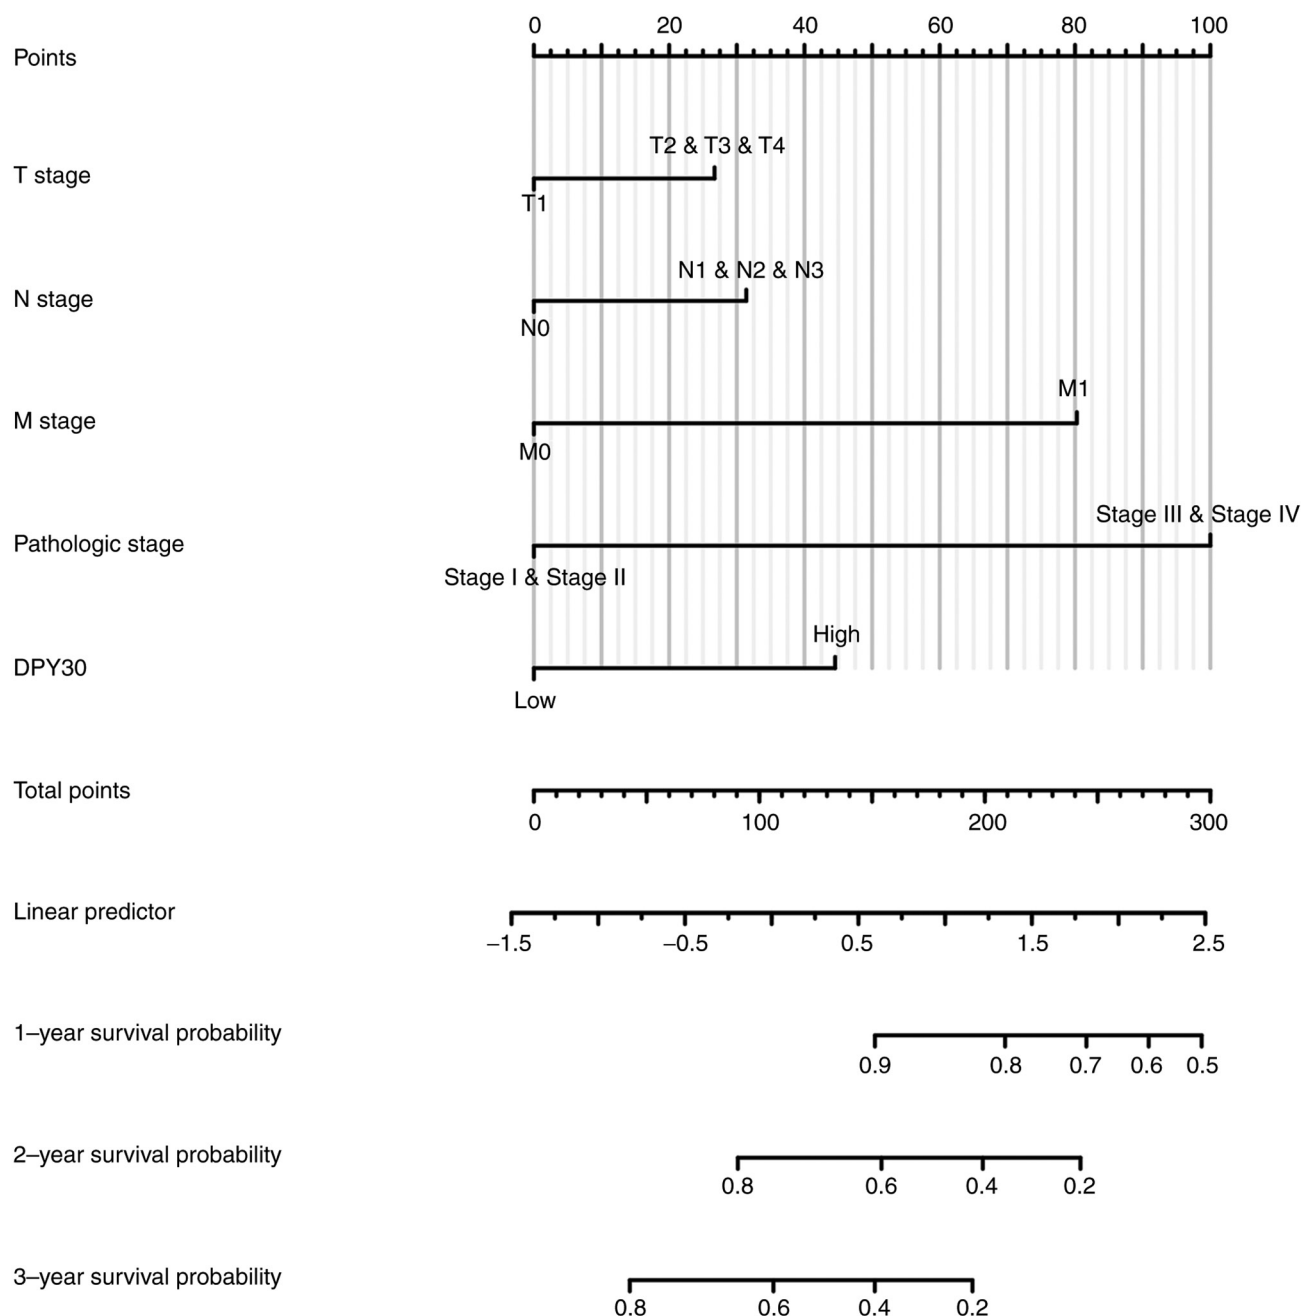 0 20 40 60 80 100
Points
T2 & T3 & T4
T stage
T1
N1 & N2 & N3
N stage
N0
M1
M stage
M0
Stage III & Stage IV
Pathologic stage
Stage I & Stage II
High
DPY30
Low
Total points
0 100 200 300
Linear predictor
−1.5 −0.5 0.5 1.5 2.5
1−year survival probability
0.9 0.8 0.7 0.6 0.5
2−year survival probability
0.8 0.6 0.4 0.2
3−year survival probability
0.8 0.6 0.4 0.2